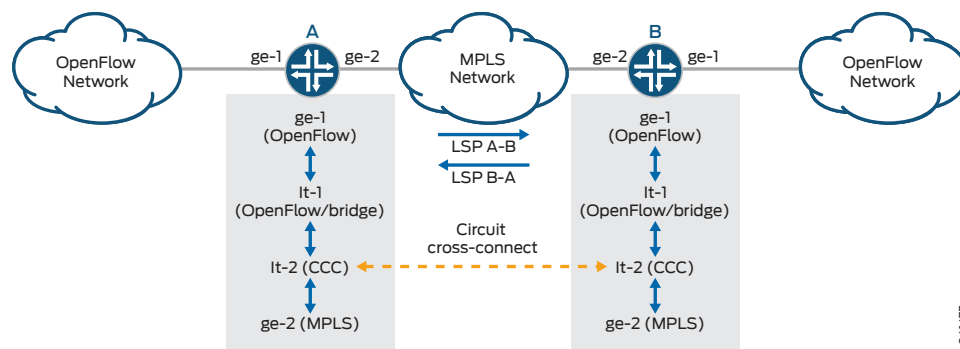 A
B
OpenFlow
Network
ge-1
ge-2
MPLS
Network
ge-2
ge-1
OpenFlow
Network
ge-1
(OpenFlow)
LSP A-B
LSP B-A
ge-1
(OpenFlow)
lt-1
(OpenFlow/bridge)
lt-1
(OpenFlow/bridge)
Circuit
cross-connect
lt-2 (CCC)
lt-2 (CCC)
ge-2 (MPLS)
ge-2 (MPLS)